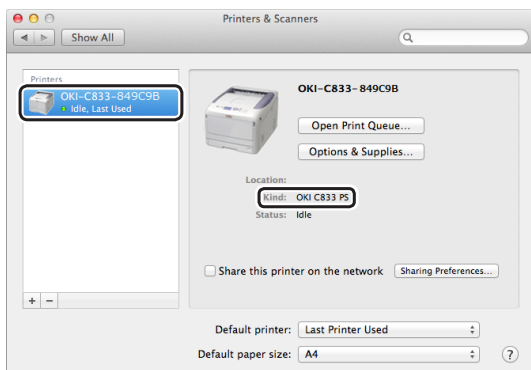 Printers & Scanners
Show All
Printers
OKI-C833-849C9B
Idle, Last Used
OKI-C833-849C9B
Open Print Queue...
Options & Supplies...
Location:
Kind: OKI C833 PS
Status: Idle
Share this printer on the network Sharing Preferences...
+ −
Default printer: Last Printer Used
Default paper size: A4 ?